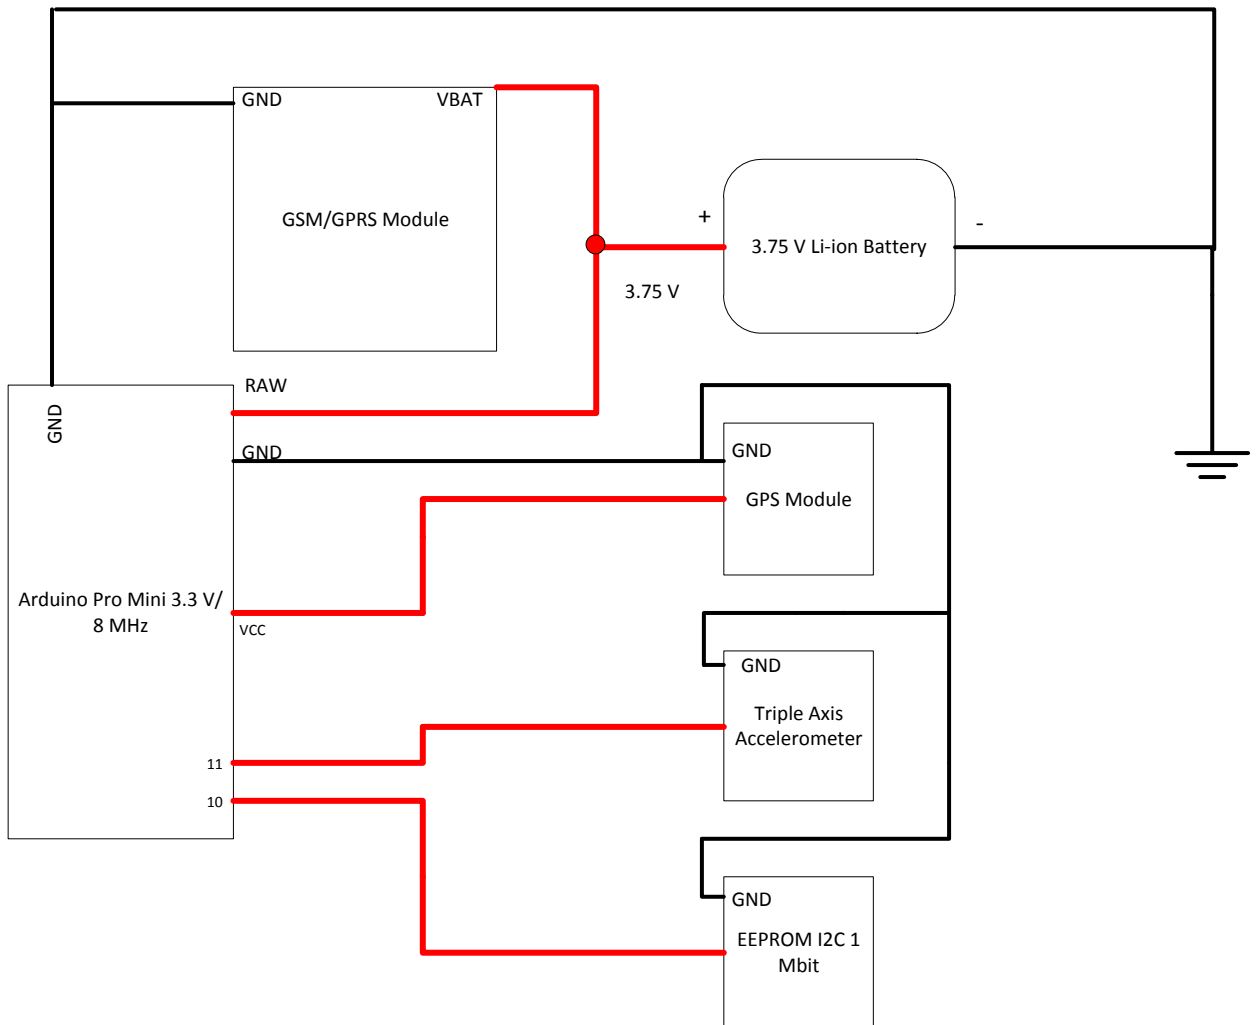 GND
VBAT
GSM/GPRS Module
+
3.75 V Li-ion Battery
-
3.75 V
RAW
GND
GND
GND
GPS Module
Arduino Pro Mini 3.3 V/
8 MHz
VCC
GND
Triple Axis
Accelerometer
11
10
GND
EEPROM I2C 1
Mbit